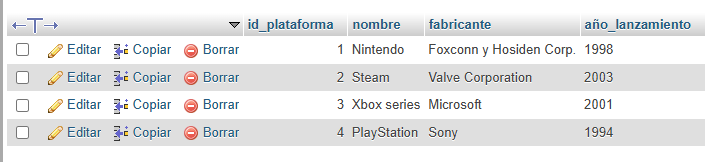 id_plataforma nombre fabricante año_lanzamiento
Editar Copiar Borrar 1 Nintendo Foxconn y Hosiden Corp. 1998
Editar Copiar Borrar 2 Steam Valve Corporation 2003
Editar Copiar Borrar 3 Xbox series Microsoft 2001
Editar Copiar Borrar 4 PlayStation Sony 1994